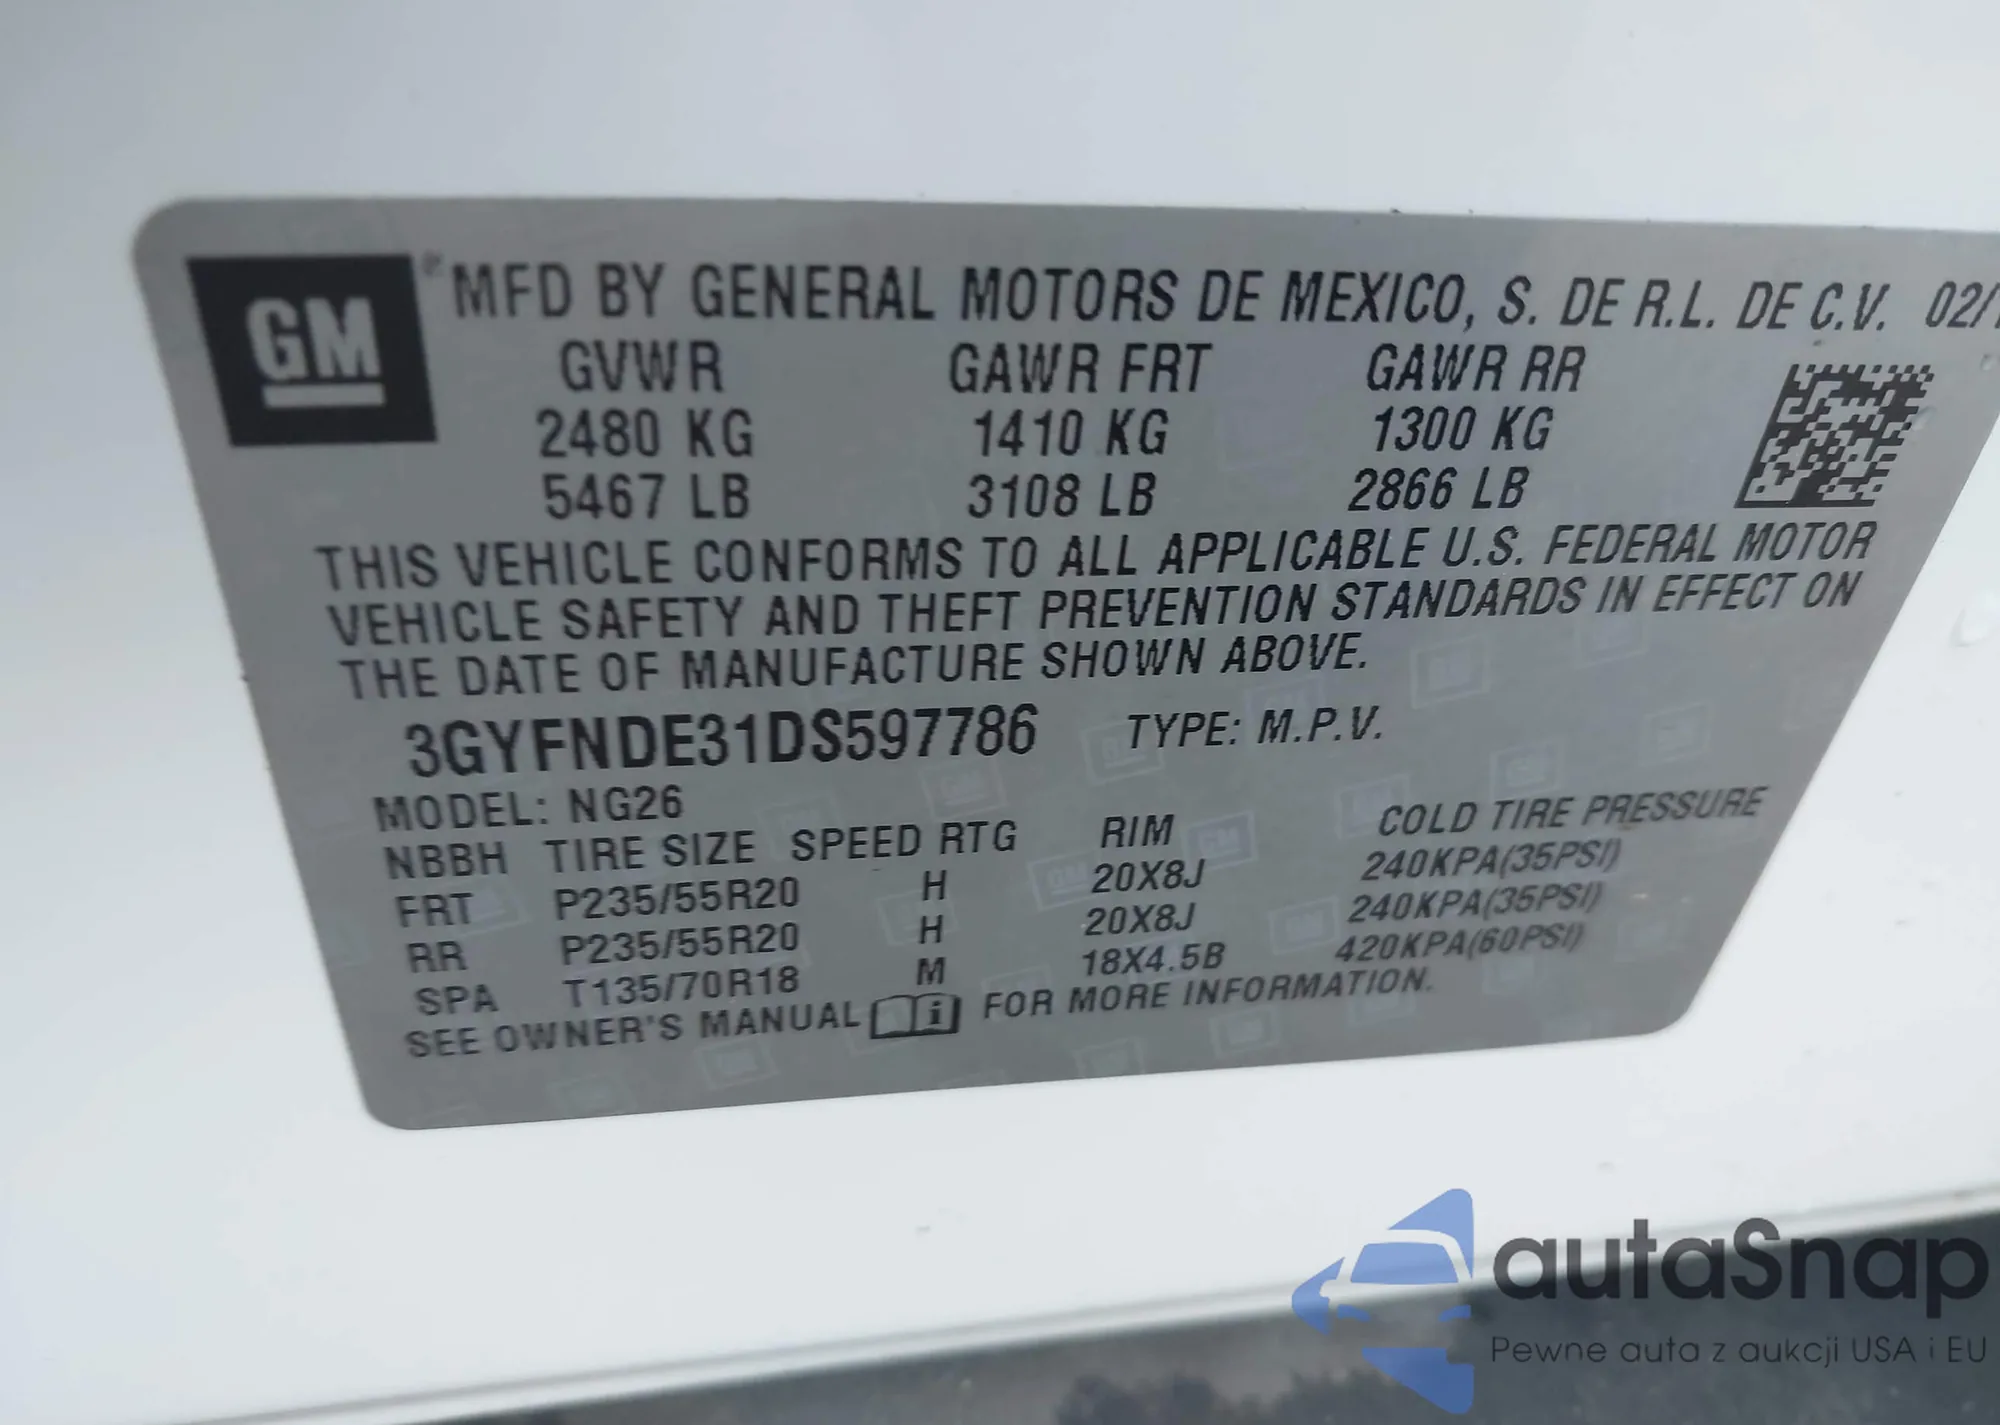 GM
® MFD BY GENERAL MOTORS DE MEXICO, S. DE R.L. DE C.V. 02/
GVWR GAWR FRT GAWR RR
2480 KG 1410 KG 1300 KG
5467 LB 3108 LB 2866 LB
THIS VEHICLE CONFORMS TO ALL APPLICABLE U.S. FEDERAL MOTOR
VEHICLE SAFETY AND THEFT PREVENTION STANDARDS IN EFFECT ON
THE DATE OF MANUFACTURE SHOWN ABOVE.
3GYFNDE31DS597786 TYPE: M.P.V.
MODEL: NG26
NBBH TIRE SIZE SPEED RTG RIM COLD TIRE PRESSURE
FRT P235/55R20 H 20X8J 240KPA(35PSI)
RR P235/55R20 H 20X8J 240KPA(35PSI)
SPA T135/70R18 M 18X4.5B 420KPA(60PSI)
SEE OWNER'S MANUAL i FOR MORE INFORMATION.
autaSnap
Pewne auta z aukcji USA i EU